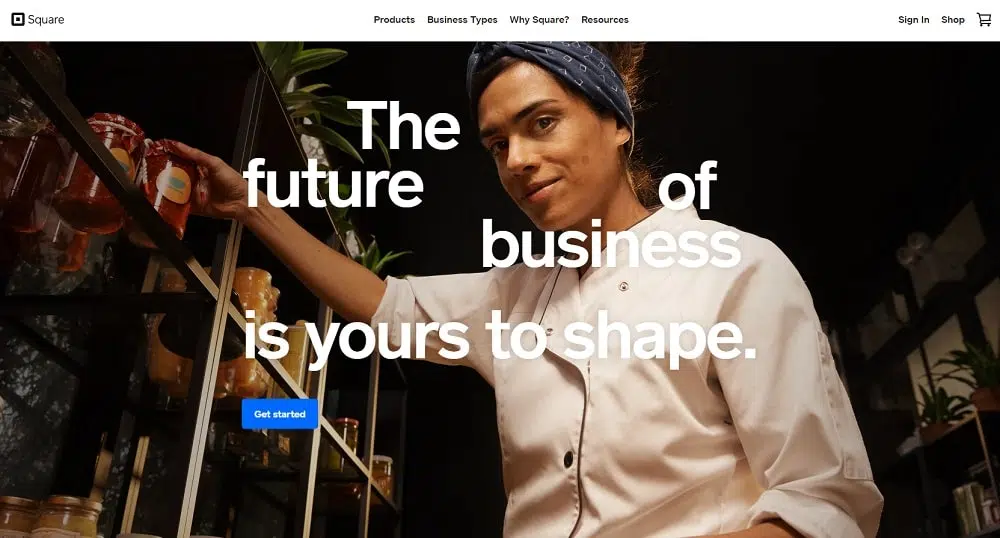 Square
Products
Business Types
Why Square?
Resources
Sign In
Shop
The
future
of
business
is yours to shape.
Get started